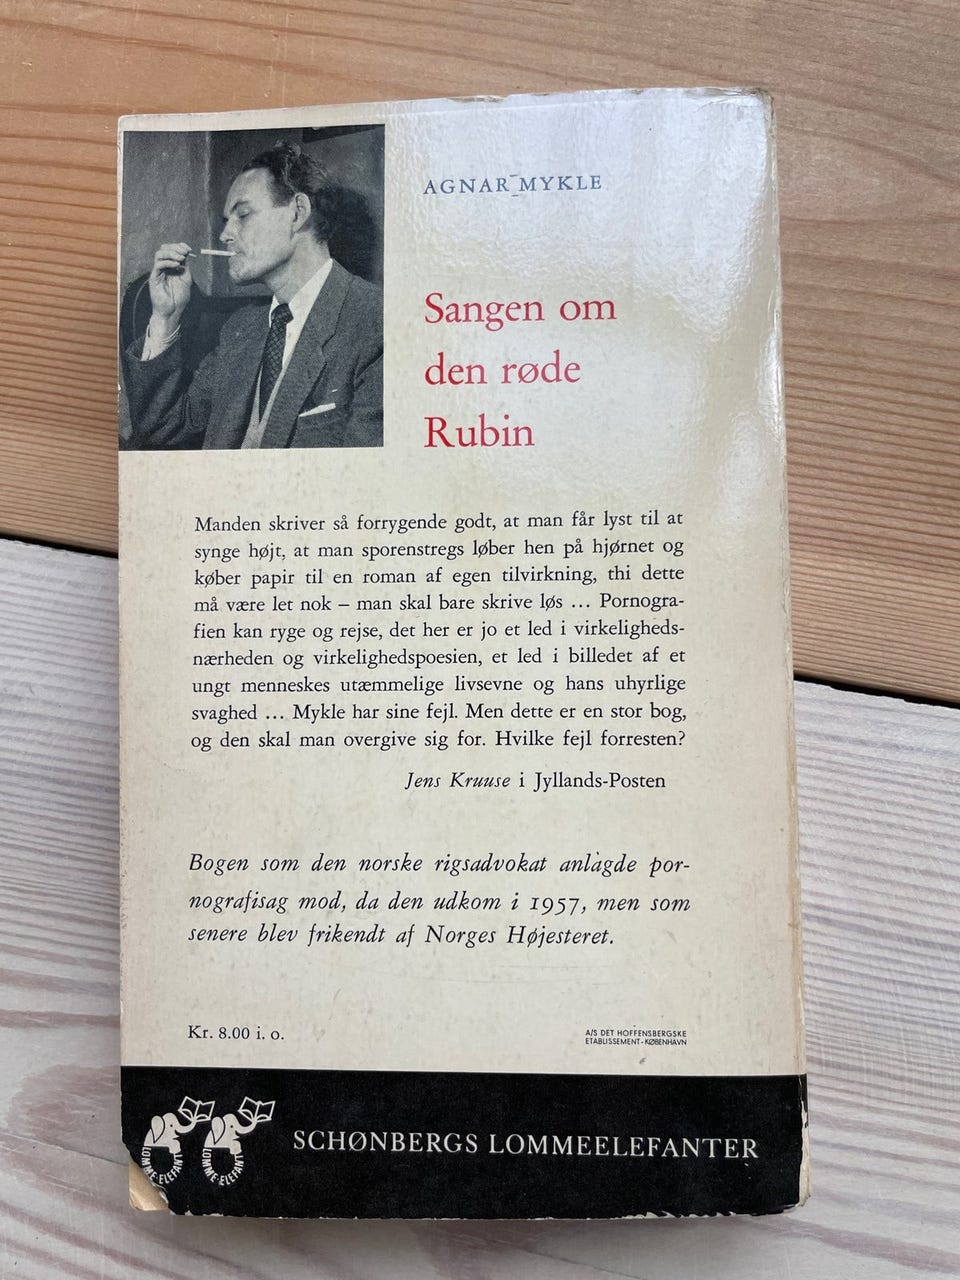 AGNAR MYKLE
Sangen om
den røde
Rubin
Manden skriver så forrygende godt, at man får lyst til at
synge højt, at man sporenstregs løber hen på hjørnet og
køber papir til en roman af egen tilvirkning, thi dette
må være let nok – man skal bare skrive løs ... Pornogra-
fien kan ryge og rejse, det her er jo et led i virkeligheds-
nærheden og virkelighedspoesien, et led i billedet af et
ungt menneskes utæmmelige livsevne og hans uhyrlige
svaghed ... Mykle har sine fejl. Men dette er en stor bog,
og den skal man overgive sig for. Hvilke fejl forresten?
Jens Kruuse i Jyllands-Posten
Bogen som den norske rigsadvokat anlagde por-
nografisag mod, da den udkom i 1957, men som
senere blev frikendt af Norges Højesteret.
Kr. 8.00 i. o.
A/S DET HOFFENSBERGSKE
ETABLISSEMENT - KØBENHAVN
LOMME-ELEFANT
LOMME-ELEFANT
SCHØNBERGS LOMMEELEFANTER